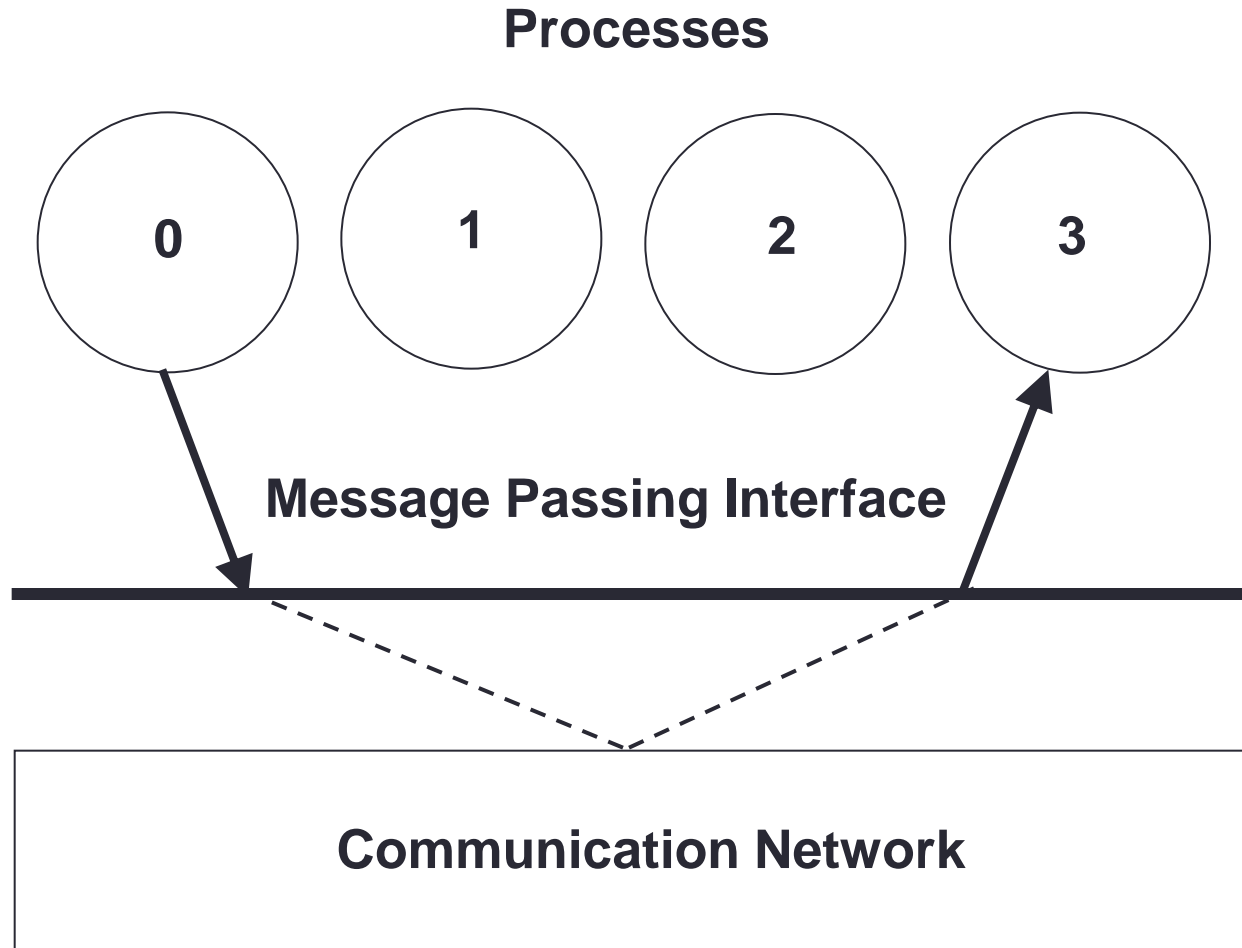 Processes
0
1
2
3
Message Passing Interface
Communication Network